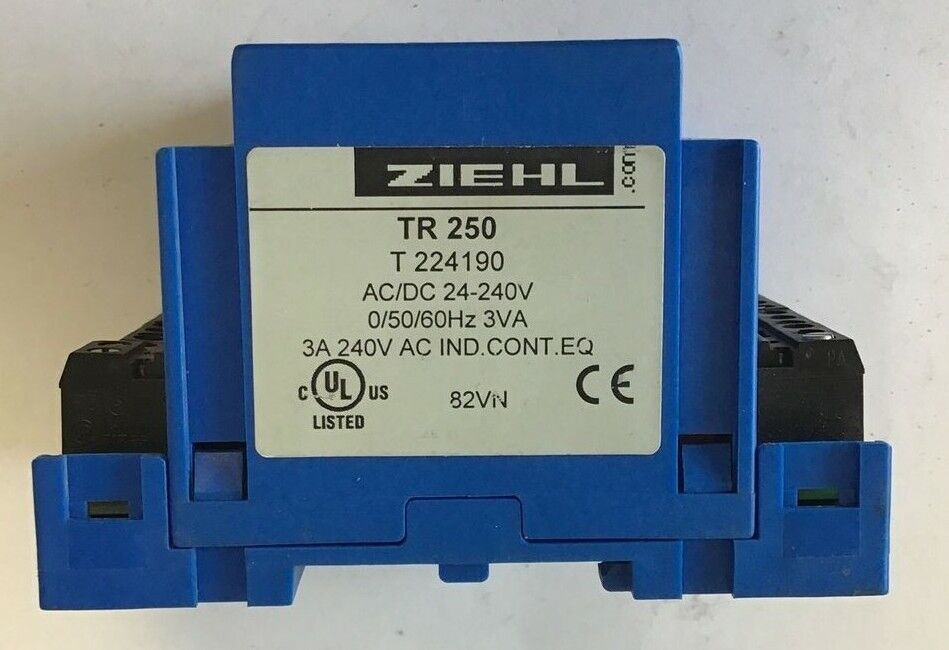 ZIEHL
.com
TR 250
T 224190
AC/DC 24-240V
0/50/60Hz 3VA
3A 240V AC IND.CONT.EQ
C UL US
LISTED
82VN
CE